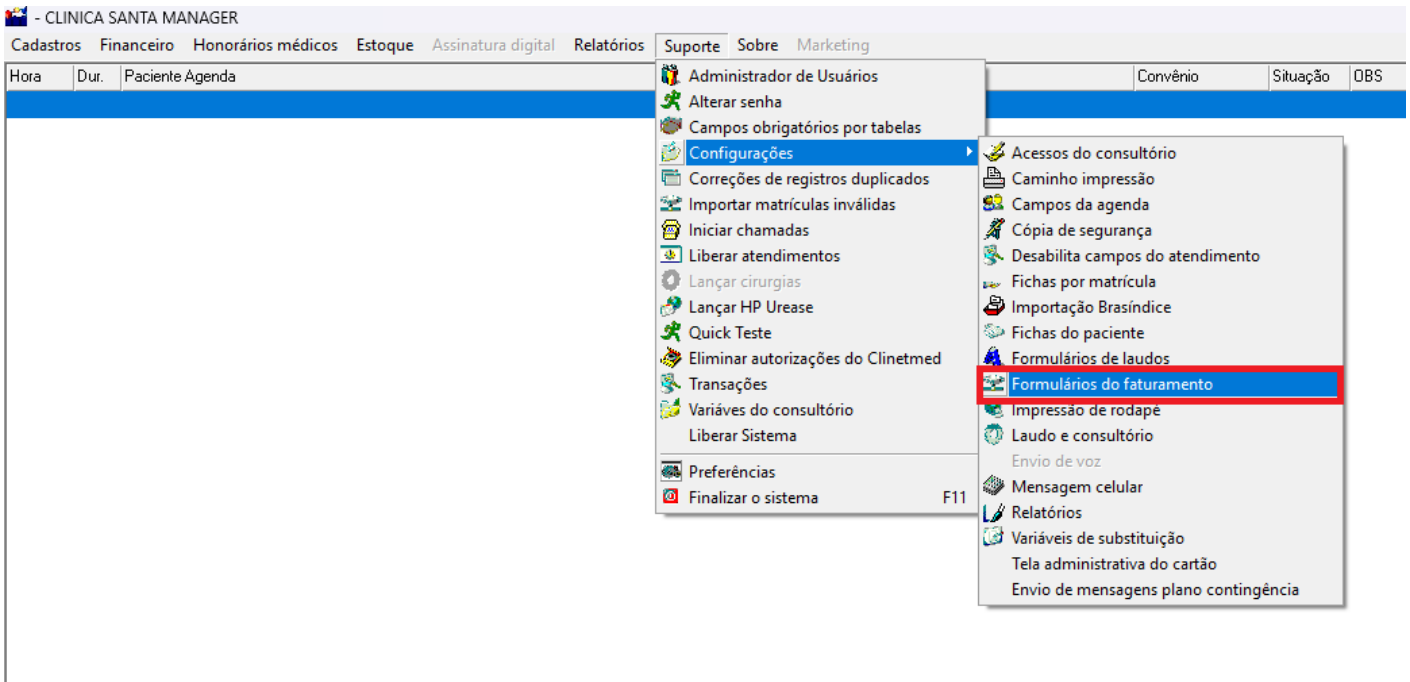 - CLINICA SANTA MANAGER
Cadastros Financeiro Honorários médicos Estoque Assinatura digital Relatórios Suporte Sobre Marketing
Hora Dur. Paciente Agenda Convênio Situação OBS
Administrador de Usuários
Alterar senha
Campos obrigatórios por tabelas
Configurações
Correções de registros duplicados
Importar matrículas inválidas
Iniciar chamadas
Liberar atendimentos
Lançar cirurgias
Lançar HP Urease
Quick Teste
Eliminar autorizações do Clinetmed
Transações
Variáves do consultório
Liberar Sistema
Preferências
Finalizar o sistema F11
Acessos do consultório
Caminho impressão
Campos da agenda
Cópia de segurança
Desabilita campos do atendimento
Fichas por matrícula
Importação Brasíndice
Fichas do paciente
Formulários de laudos
Formulários do faturamento
Impressão de rodapé
Laudo e consultório
Envio de voz
Mensagem celular
Relatórios
Variáveis de substituição
Tela administrativa do cartão
Envio de mensagens plano contingência